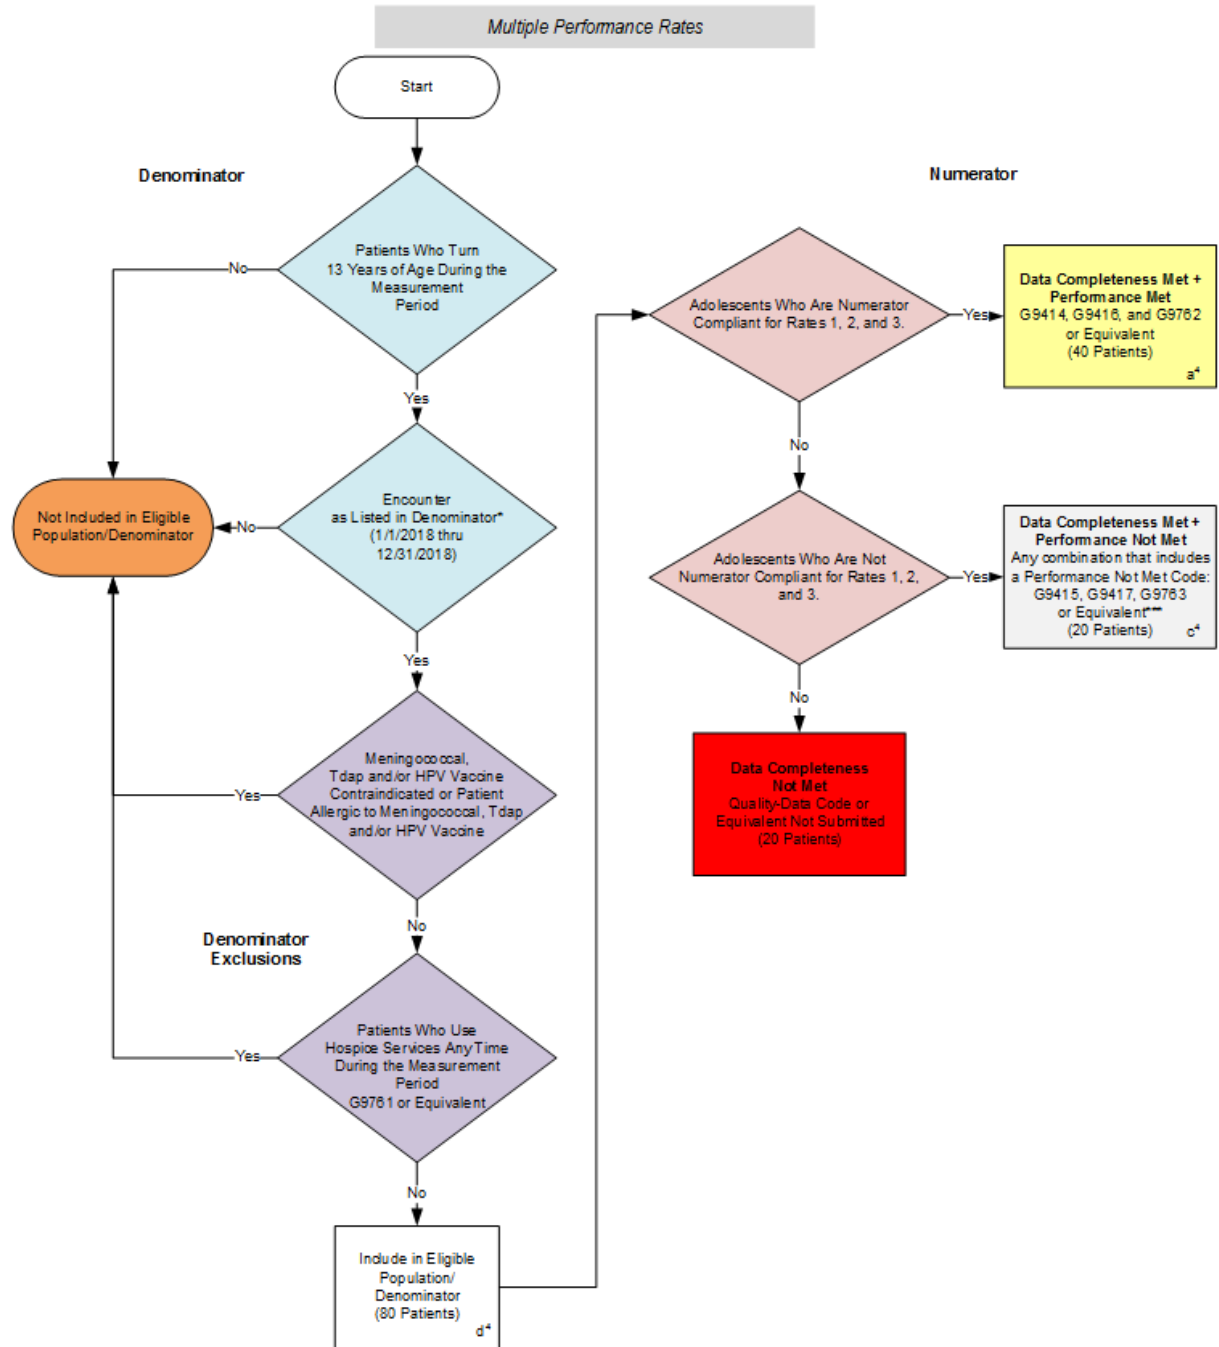 Multiple Performance Rates
Start
Denominator
Numerator
Patients Who Turn
13 Years of Age During the
Measurement
Period
No
Yes
Encounter
as Listed in Denominator*
(1/1/2018 thru
12/31/2018)
No
Not Included in Eligible
Population/Denominator
Yes
Meningococcal,
Tdap and/or HPV Vaccine
Contraindicated or Patient
Allergic to Meningococcal, Tdap
and/or HPV Vaccine
Yes
No
Denominator
Exclusions
Patients Who Use
Hospice Services Any Time
During the Measurement
Period
G9761 or Equivalent
Yes
No
Include in Eligible
Population/
Denominator
(80 Patients)
d⁴
Adolescents Who Are Numerator
Compliant for Rates 1, 2, and 3.
Yes
Data Completeness Met +
Performance Met
G9414, G9416, and G9762
or Equivalent
(40 Patients)
a⁴
No
Adolescents Who Are Not
Numerator Compliant for Rates 1, 2,
and 3.
Yes
Data Completeness Met +
Performance Not Met
Any combination that includes
a Performance Not Met Code:
G9415, G9417, G9763
or Equivalent***
(20 Patients)
c⁴
No
Data Completeness
Not Met
Quality-Data Code or
Equivalent Not Submitted
(20 Patients)